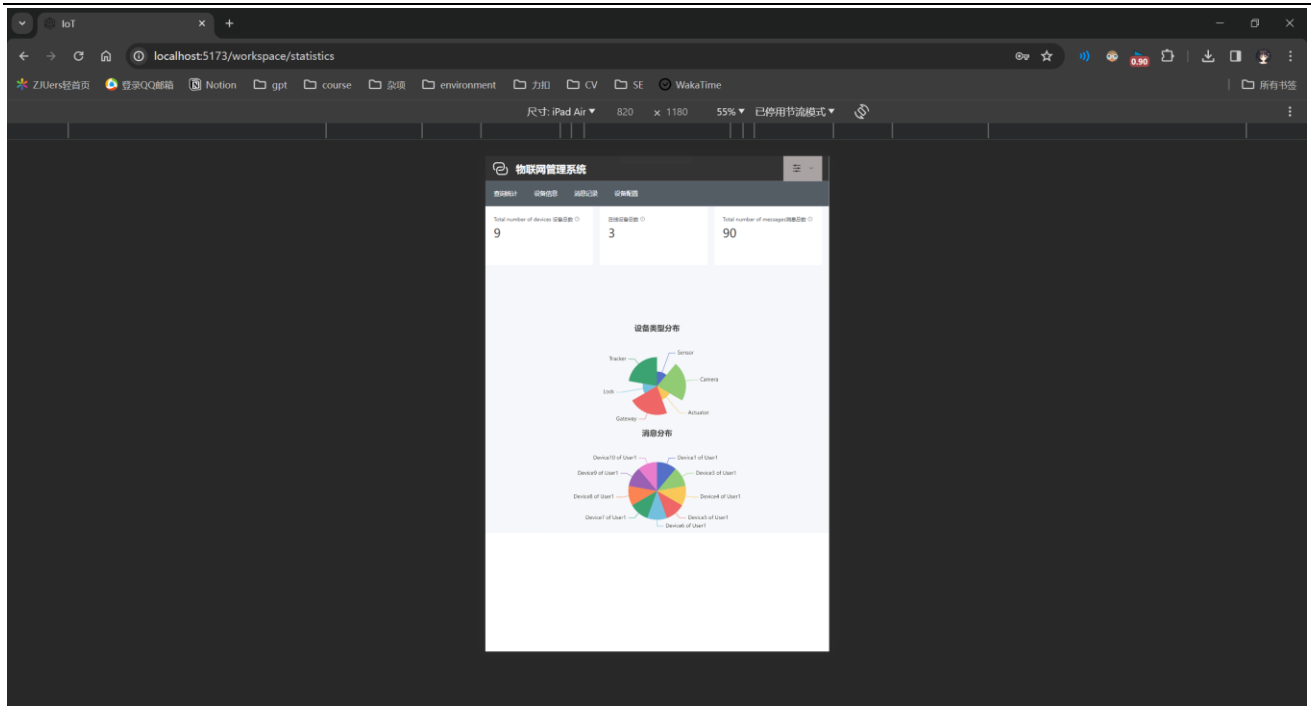 IoT
localhost:5173/workspace/statistics
0.90
ZJUers轻首页 登录QQ邮箱 Notion gpt course 杂项 environment 力扣 CV SE WakaTime 所有书签
尺寸: iPad Air 820 × 1180 55% 已停用节流模式
物联网管理系统
查询统计 设备信息 消息记录 设备配置
Total number of devices 设备总数 在线设备总数 Total number of messages消息总数
9 3 90
设备类型分布
Tracker Sensor
Camera
Lock
Actuator
Gateway
消息分布
Device10 of User1 Device1 of User1
Device9 of User1 Device3 of User1
Device8 of User1 Device4 of User1
Device7 of User1 Device5 of User1
Device6 of User1